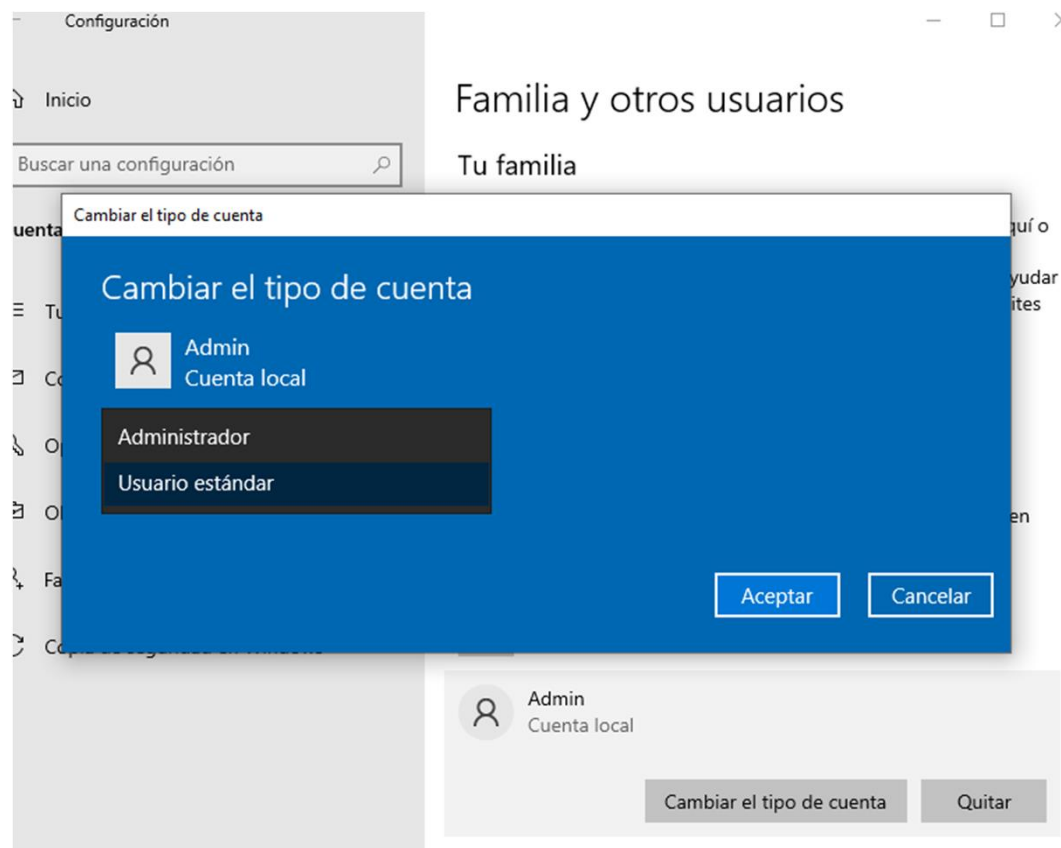 Configuración
Inicio
Buscar una configuración
Familia y otros usuarios
Tu familia
Cambiar el tipo de cuenta
Cambiar el tipo de cuenta
Admin
Cuenta local
Administrador
Usuario estándar
Aceptar
Cancelar
Admin
Cuenta local
Cambiar el tipo de cuenta
Quitar